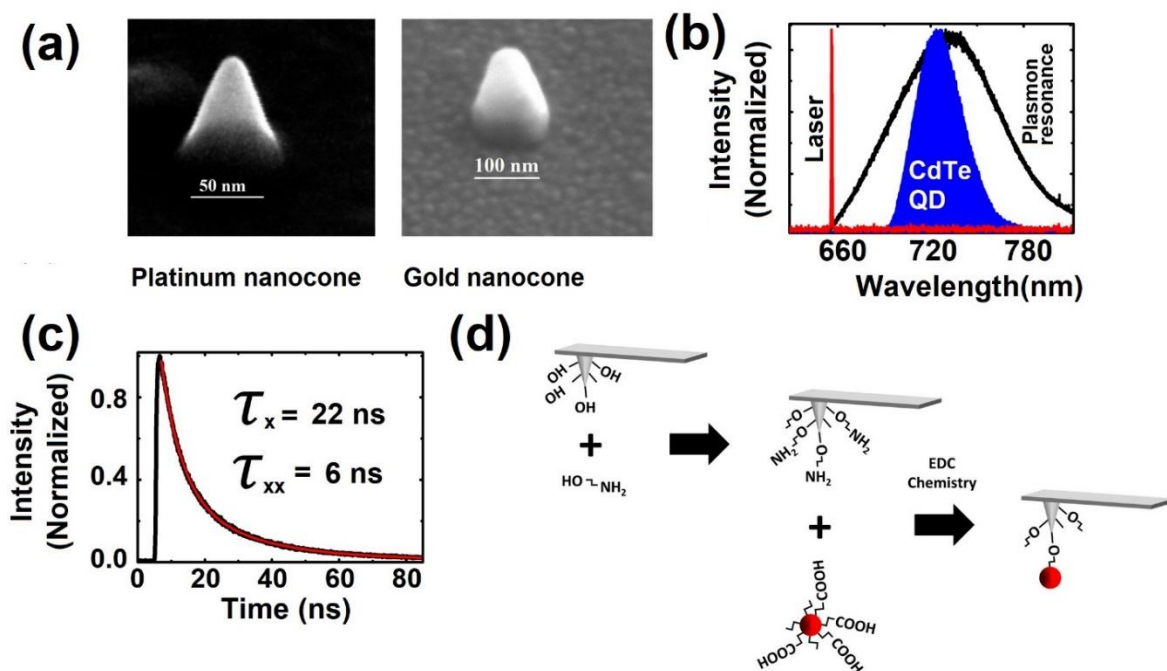 (a)
50 nm
100 nm
Platinum nanocone
Gold nanocone
(b)
Intensity
(Normalized)
Laser
CdTe
QD
Plasmon
resonance
660
720
780
Wavelength(nm)
(c)
Intensity
(Normalized)
0.8
0.4
0.0
τx = 22 ns
τxx = 6 ns
0
20
40
60
80
Time (ns)
(d)
OH
OH
OH
OH
+
HO
NH2
O
O
O
O
NH2
NH2
NH2
NH2
+
COOH
COOH
COOH
COOH
EDC
Chemistry
O
O
O